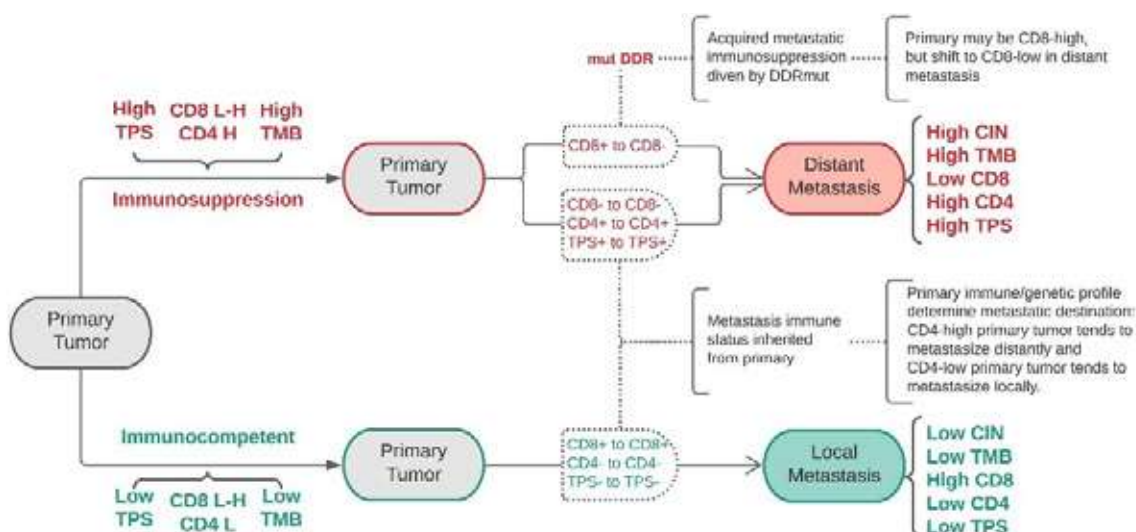 mut DDR
Acquired metastatic
immunosuppression
diven by DDRmut
Primary may be CD8-high,
but shift to CD8-low in distant
metastasis
High
TPS
CD8 L-H
CD4 H
High
TMB
Immunosuppression
Primary
Tumor
CD8+ to CD8-
CD8- to CD8-
CD4+ to CD4+
TPS+ to TPS+
Distant
Metastasis
High CIN
High TMB
Low CD8
High CD4
High TPS
Primary
Tumor
Metastasis immune
status inherited
from primary
Primary immune/genetic profile
determine metastatic destination:
CD4-high primary tumor tends to
metastasize distantly and
CD4-low primary tumor tends to
metastasize locally.
Immunocompetent
Low
TPS
CD8 L-H
CD4 L
Low
TMB
Primary
Tumor
CD8+ to CD8+
CD4- to CD4-
TPS- to TPS-
Local
Metastasis
Low CIN
Low TMB
High CD8
Low CD4
Low TPS